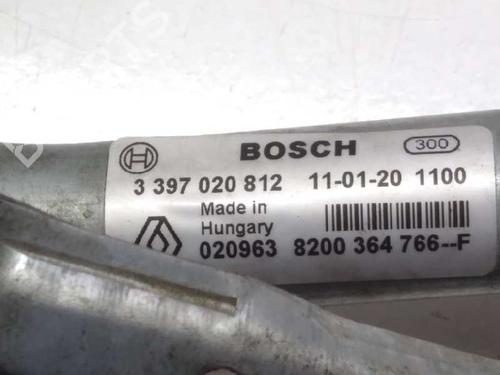 BOSCH 300
3 397 020 812 11-01-20 1100
Made in
Hungary
020963 8200 364 766--F